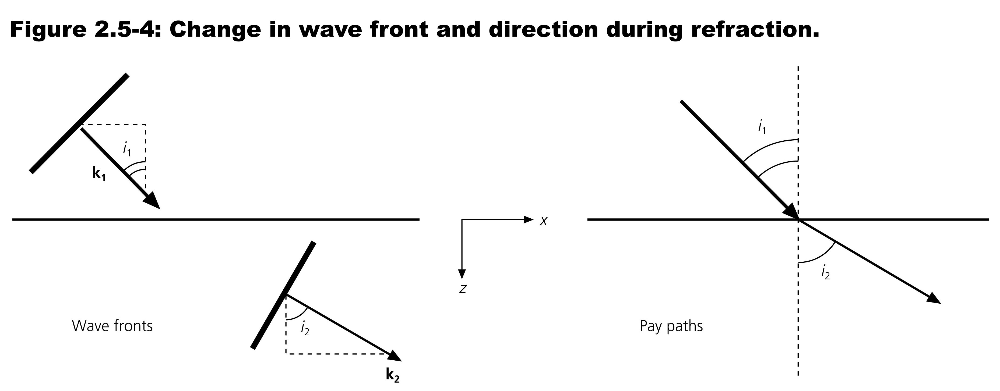 Figure 2.5-4: Change in wave front and direction during refraction.
i₁
k₁
i₂
k₂
Wave fronts
x
z
i₁
i₂
Pay paths